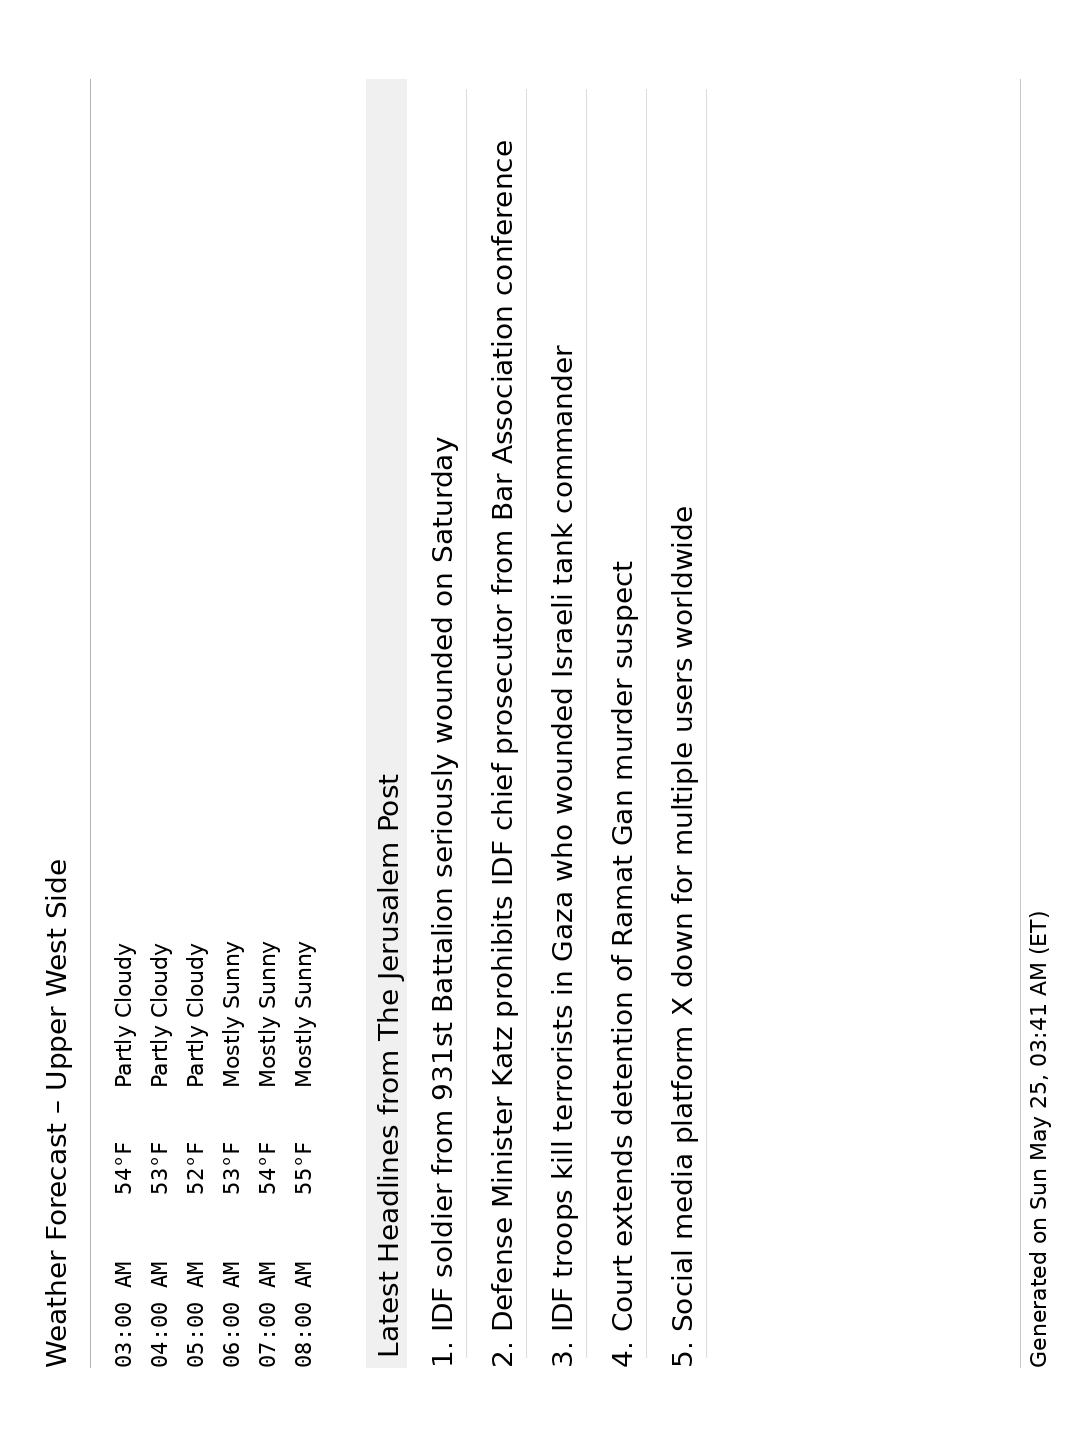 Weather Forecast – Upper West Side
03:00 AM 54°F Partly Cloudy
04:00 AM 53°F Partly Cloudy
05:00 AM 52°F Partly Cloudy
06:00 AM 53°F Mostly Sunny
07:00 AM 54°F Mostly Sunny
08:00 AM 55°F Mostly Sunny
Latest Headlines from The Jerusalem Post
1. IDF soldier from 931st Battalion seriously wounded on Saturday
2. Defense Minister Katz prohibits IDF chief prosecutor from Bar Association conference
3. IDF troops kill terrorists in Gaza who wounded Israeli tank commander
4. Court extends detention of Ramat Gan murder suspect
5. Social media platform X down for multiple users worldwide
Generated on Sun May 25, 03:41 AM (ET)